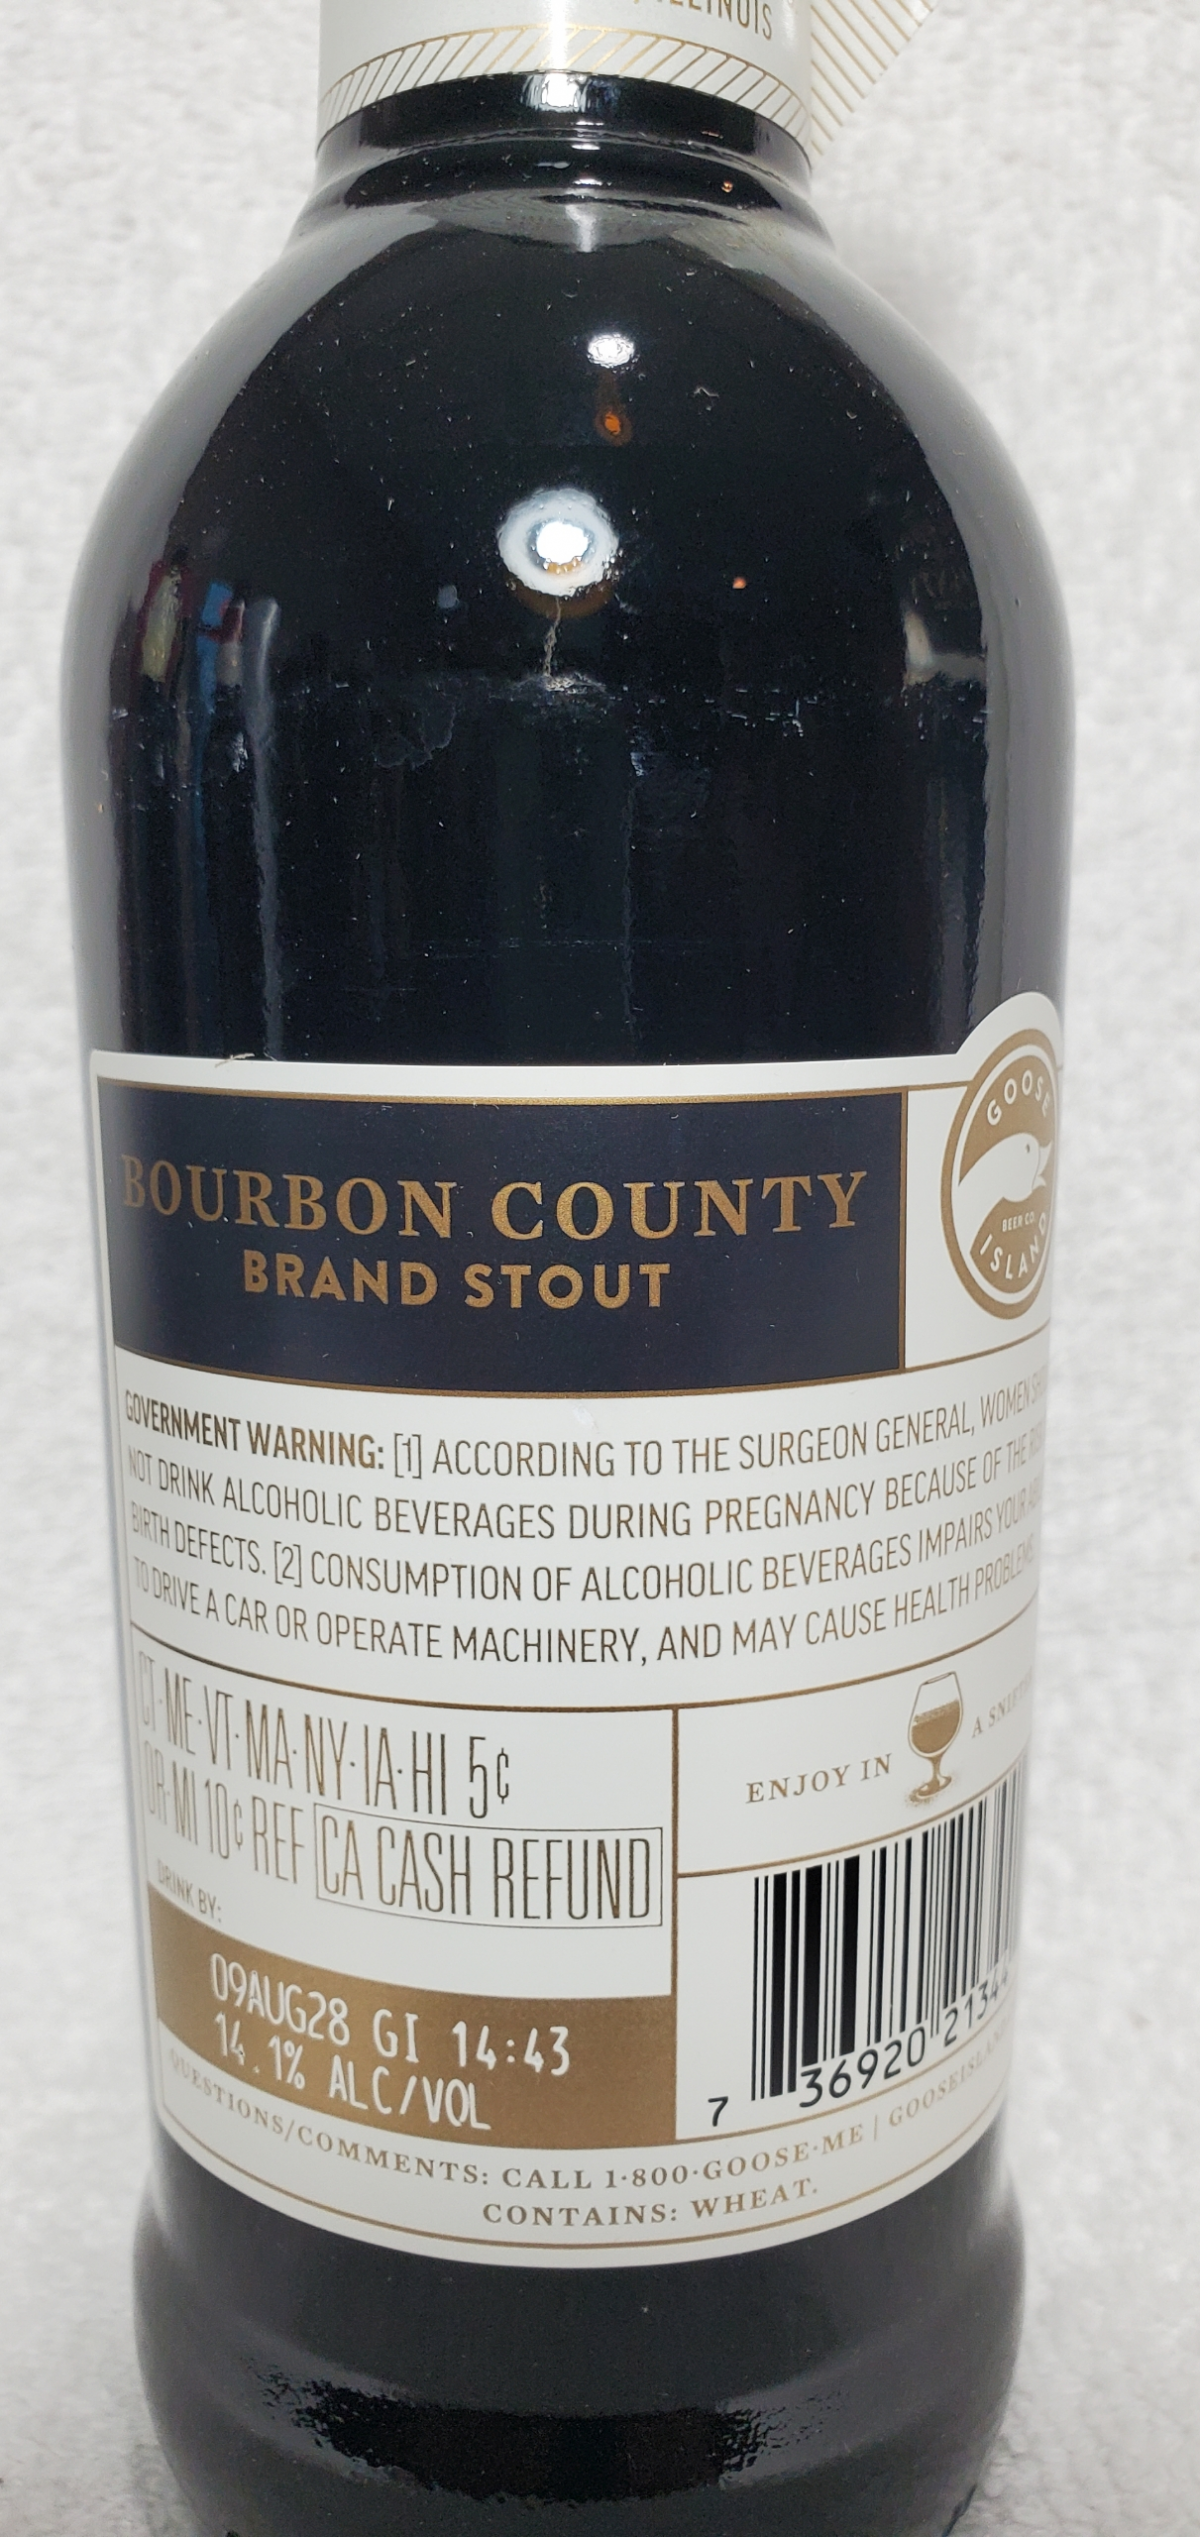 ILLINOIS
GOOSE
BEER CO.
ISLAND
BOURBON COUNTY
BRAND STOUT
GOVERNMENT WARNING: [1] ACCORDING TO THE SURGEON GENERAL, WOMEN
NOT DRINK ALCOHOLIC BEVERAGES DURING PREGNANCY BECAUSE OF THE
BIRTH DEFECTS. [2] CONSUMPTION OF ALCOHOLIC BEVERAGES IMPAIRS YOUR
TO DRIVE A CAR OR OPERATE MACHINERY, AND MAY CAUSE HEALTH PROBLEMS
CT·ME·VT·MA·NY·IA·HI 5¢
OR·MI 10¢ REF CA CASH REFUND
ENJOY IN A
DRINK BY:
09AUG28 GI 14:43
14.1% ALC/VOL
7 36920 21344
QUESTIONS/COMMENTS: CALL 1·800·GOOSE·ME |
CONTAINS: WHEAT.